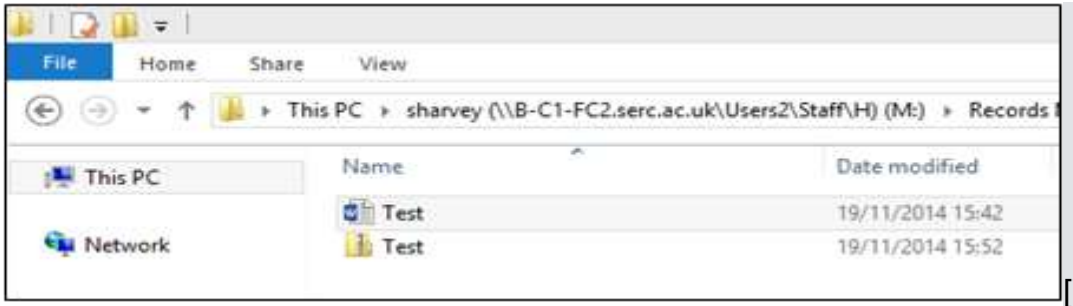 File Home Share View
This PC sharvey (\\B-C1-FC2.serc.ac.uk\Users2\Staff\H) (M:) Records
This PC Name Date modified
Test 19/11/2014 15:42
Network Test 19/11/2014 15:52
[